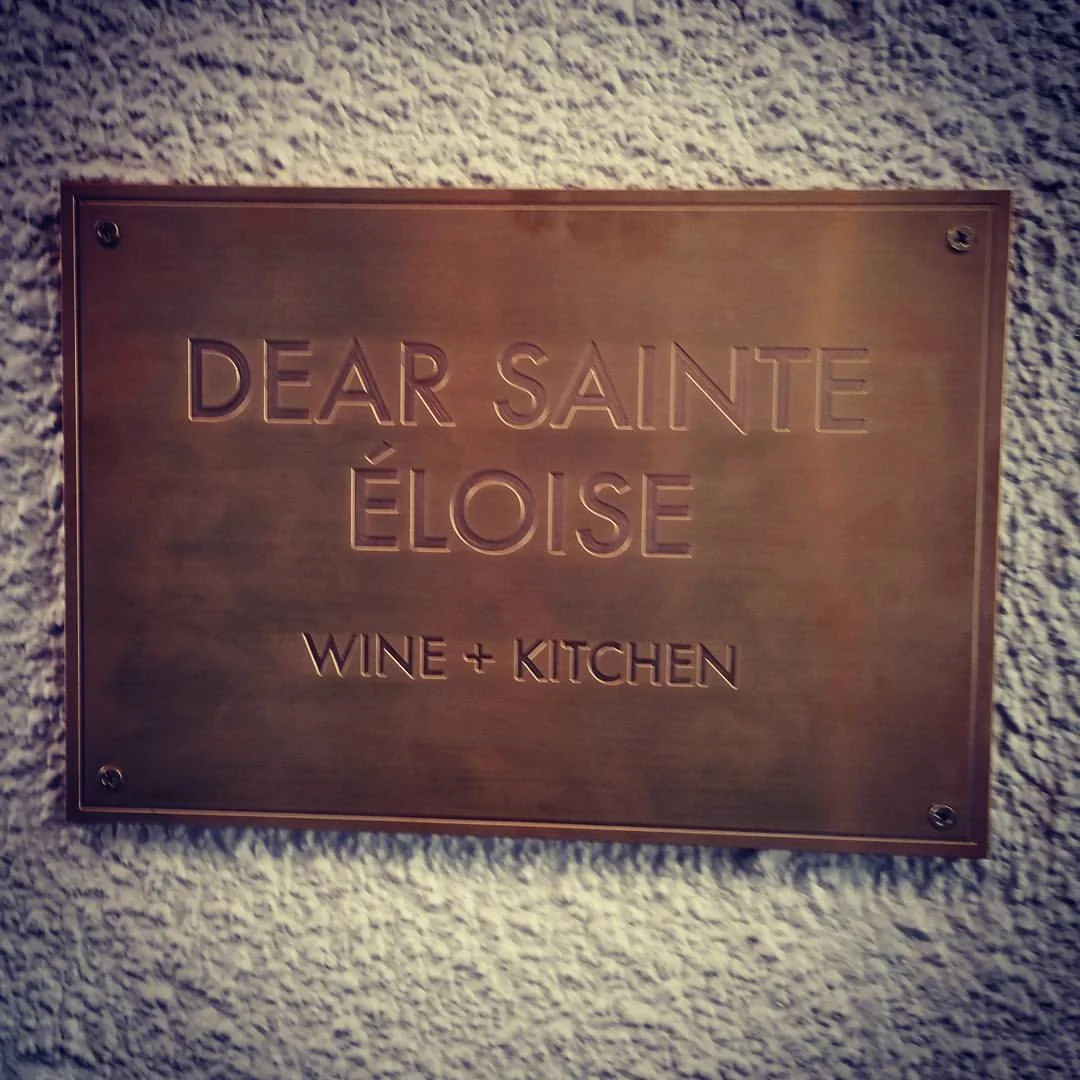 DEAR SAINTE
ÉLOISE
WINE + KITCHEN